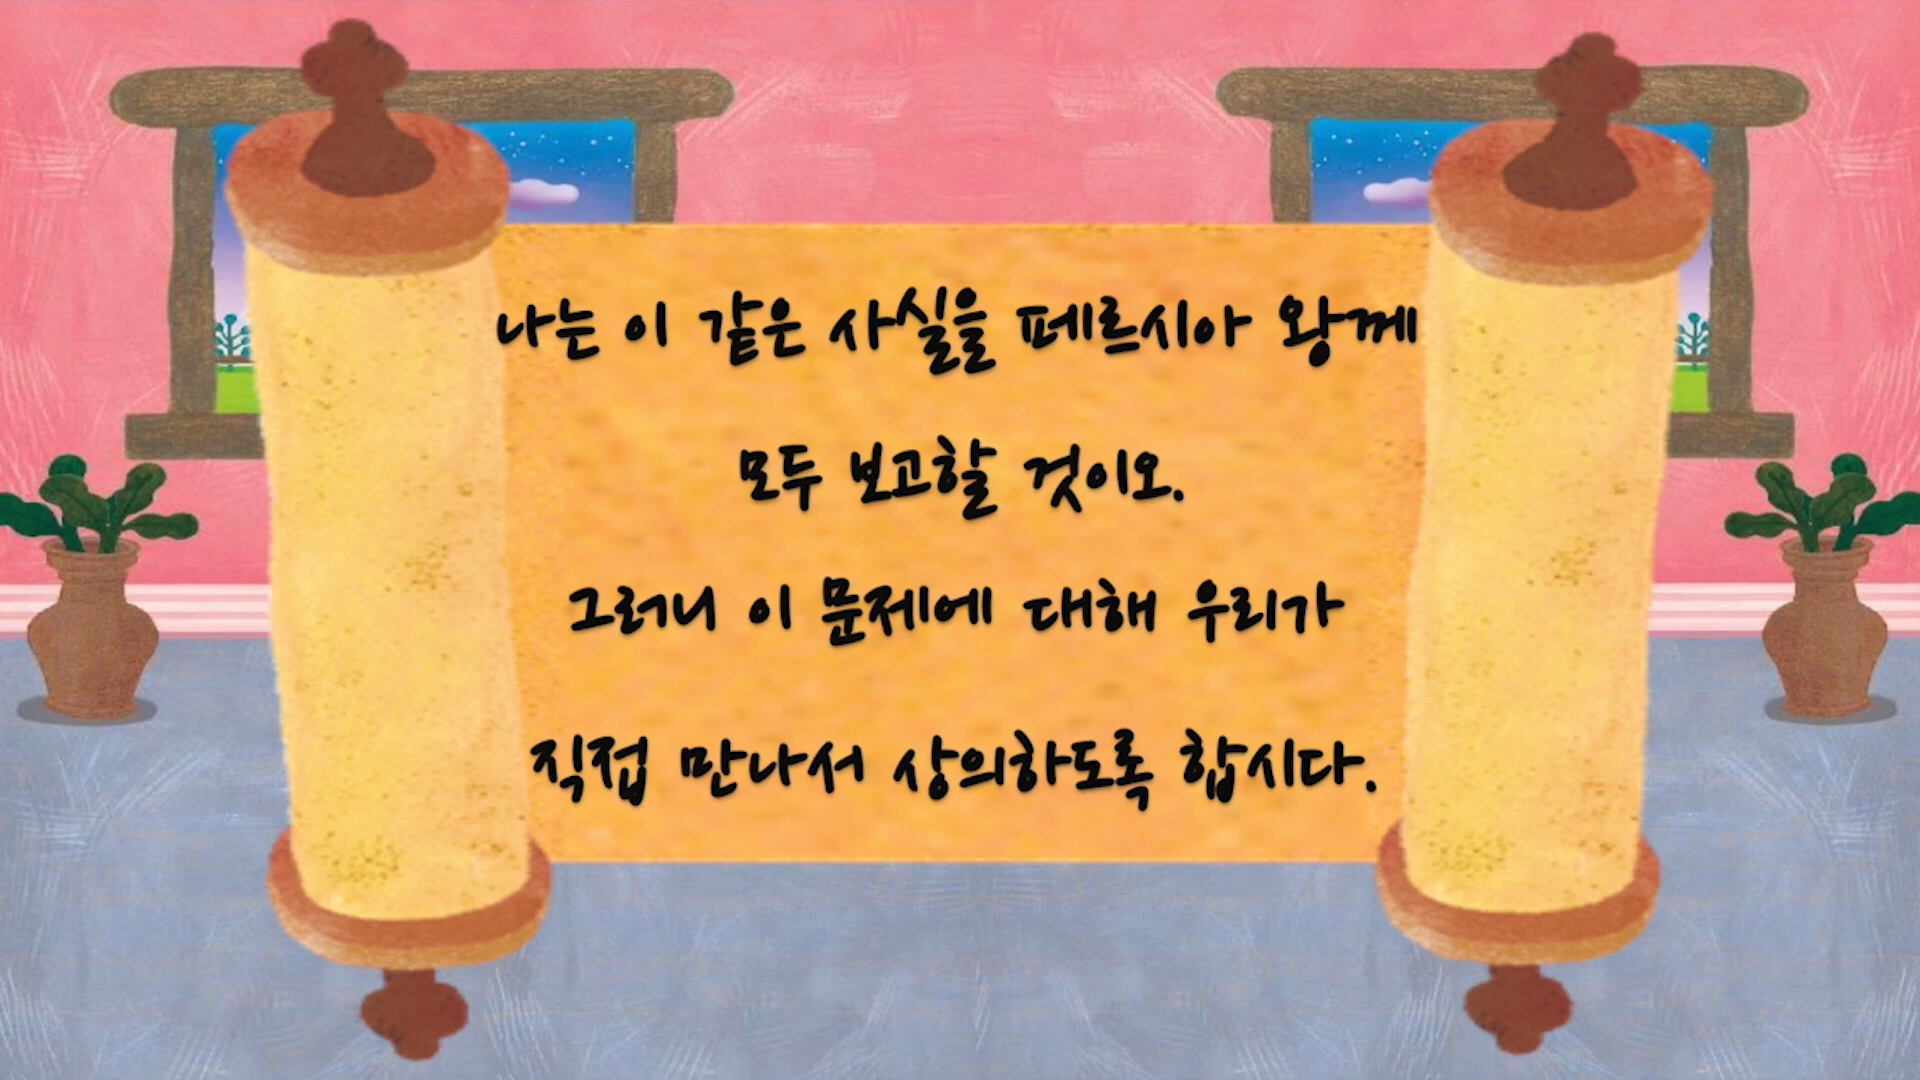 나는 이 같은 사실을 페르시아 왕께
모두 보고할 것이오.
그러니 이 문제에 대해 우리가
직접 만나서 상의하도록 합시다.